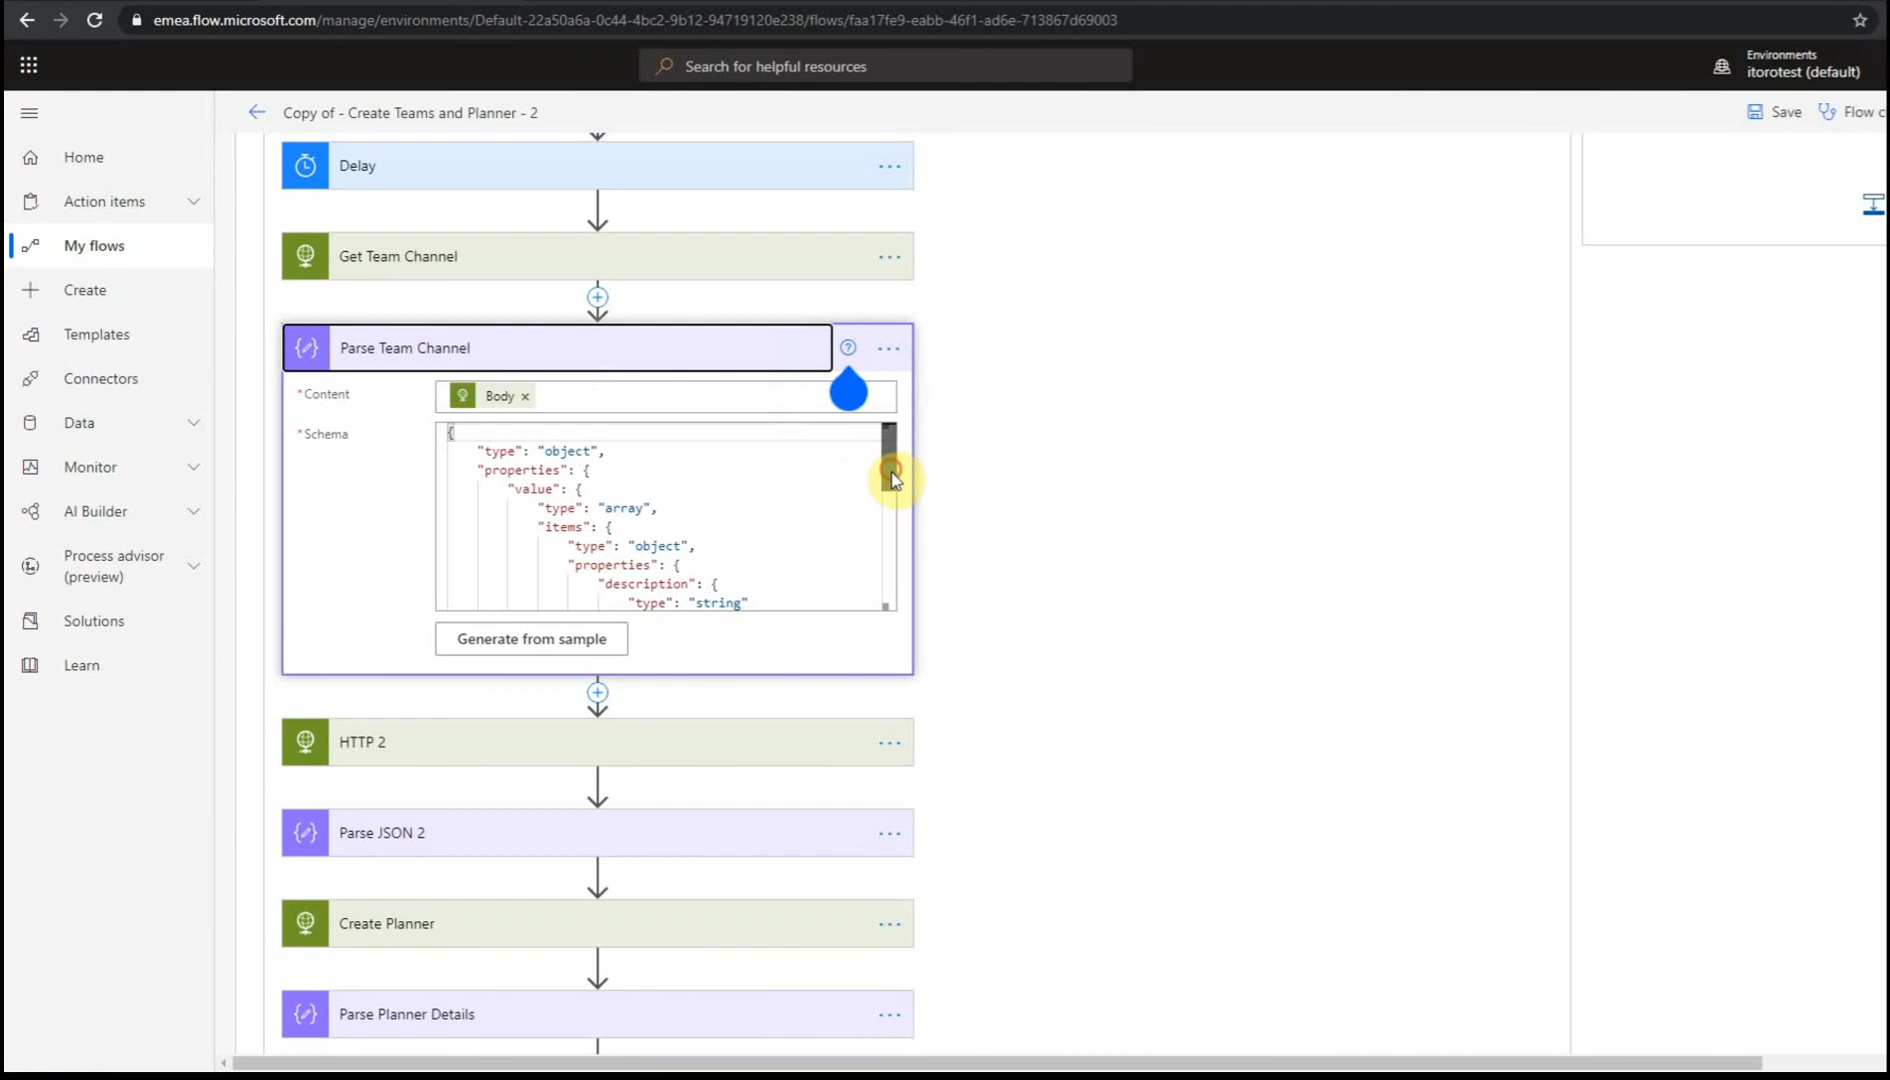 emea.flow.microsoft.com/manage/environments/Default-22a50a6a-0c44-4bc2-9b12-94719120e238/flows/faa17fe9-eabb-46f1-ad6e-713867d69003
Search for helpful resources
Environments
itorotest (default)
Copy of - Create Teams and Planner - 2
Save
Flow c
Home
Action items
My flows
Create
Templates
Connectors
Data
Monitor
AI Builder
Process advisor
(preview)
Solutions
Learn
Delay
Get Team Channel
Parse Team Channel
*Content
Body ×
*Schema
{
"type": "object",
"properties": {
"value": {
"type": "array",
"items": {
"type": "object",
"properties": {
"description": {
"type": "string"
Generate from sample
HTTP 2
Parse JSON 2
Create Planner
Parse Planner Details